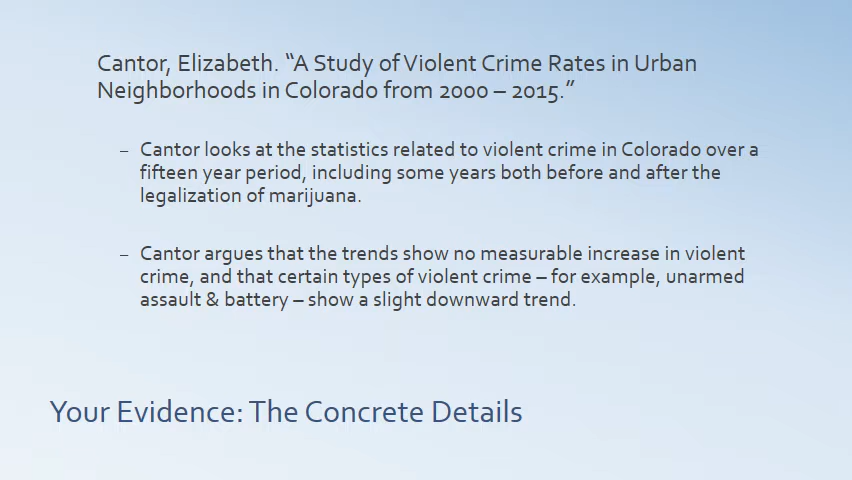 Cantor, Elizabeth. “A Study of Violent Crime Rates in Urban
Neighborhoods in Colorado from 2000 – 2015.”
– Cantor looks at the statistics related to violent crime in Colorado over a
fifteen year period, including some years both before and after the
legalization of marijuana.
– Cantor argues that the trends show no measurable increase in violent
crime, and that certain types of violent crime – for example, unarmed
assault & battery – show a slight downward trend.
Your Evidence: The Concrete Details